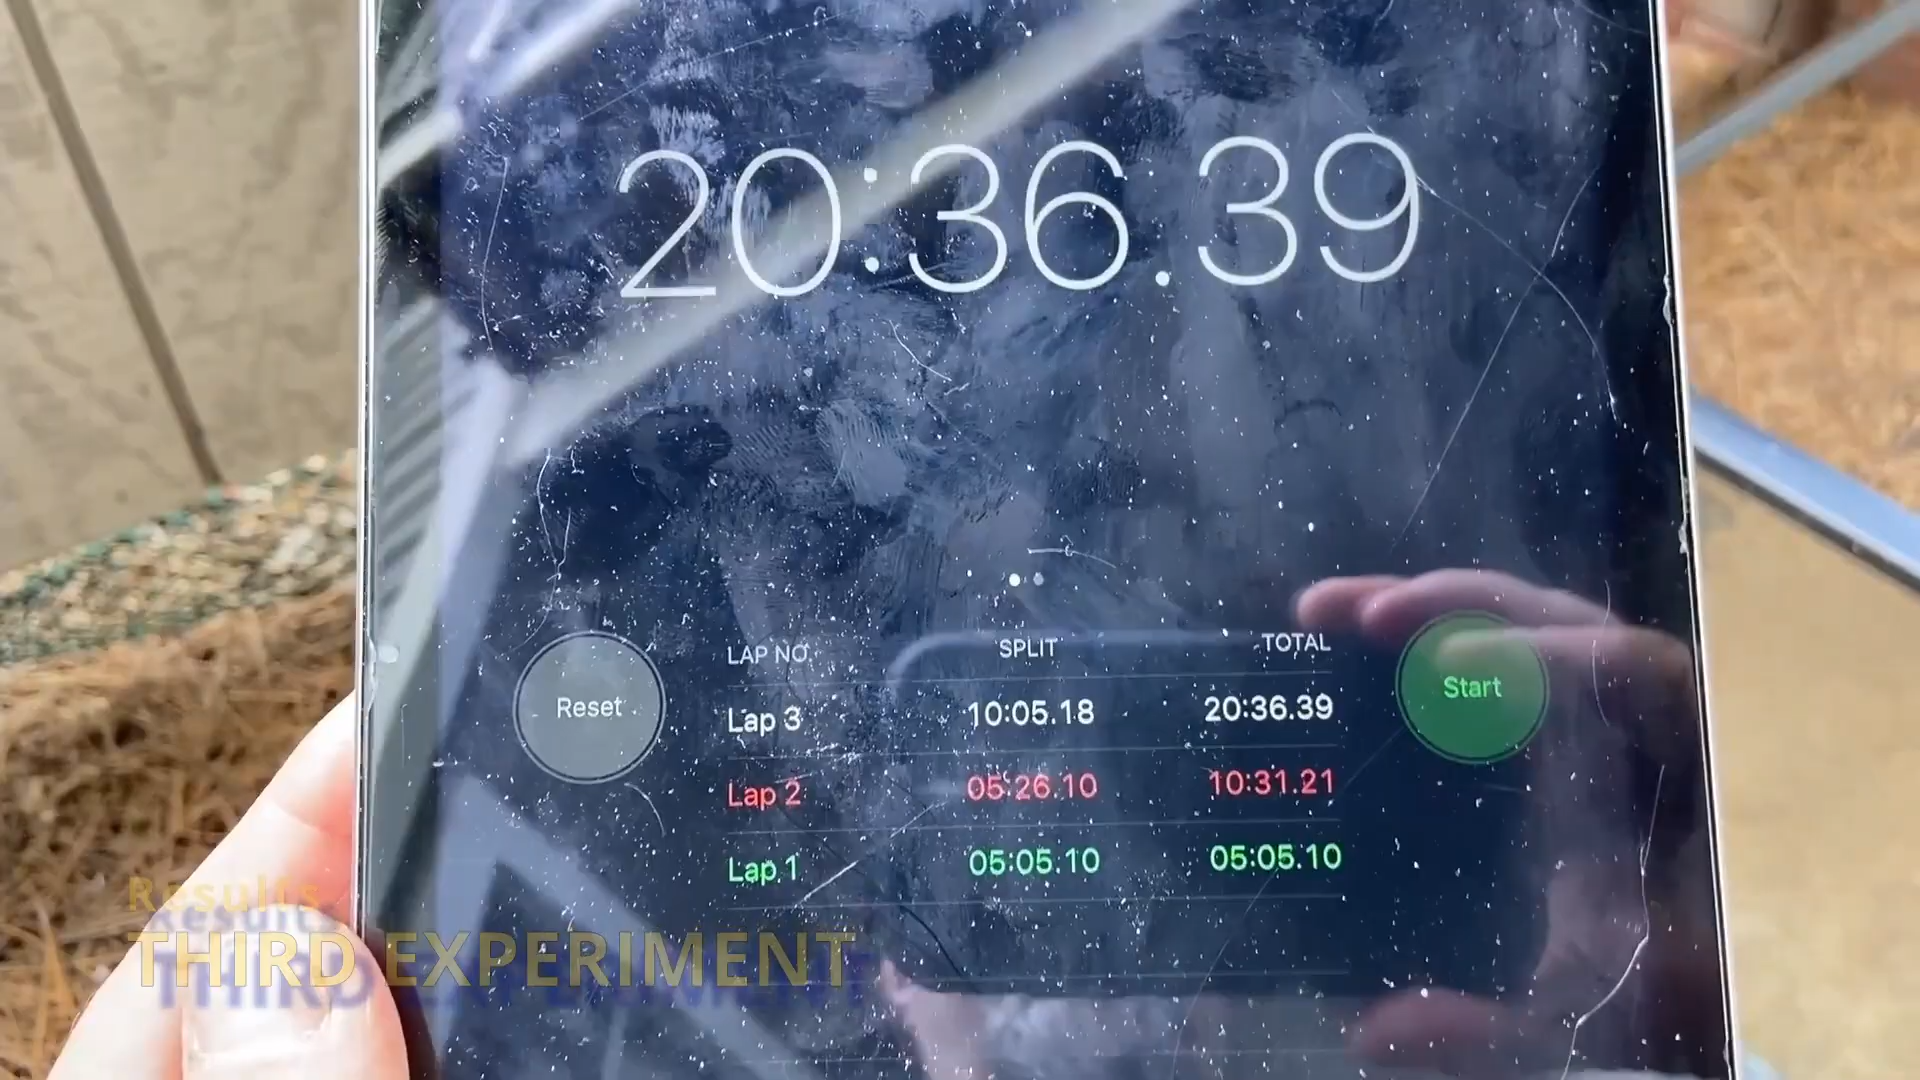 20:36.39
LAP NO. SPLIT TOTAL
Reset Lap 3 10:05.18 20:36.39 Start
Lap 2 05:26.10 10:31.21
Lap 1 05:05.10 05:05.10
Results
THIRD EXPERIMENT